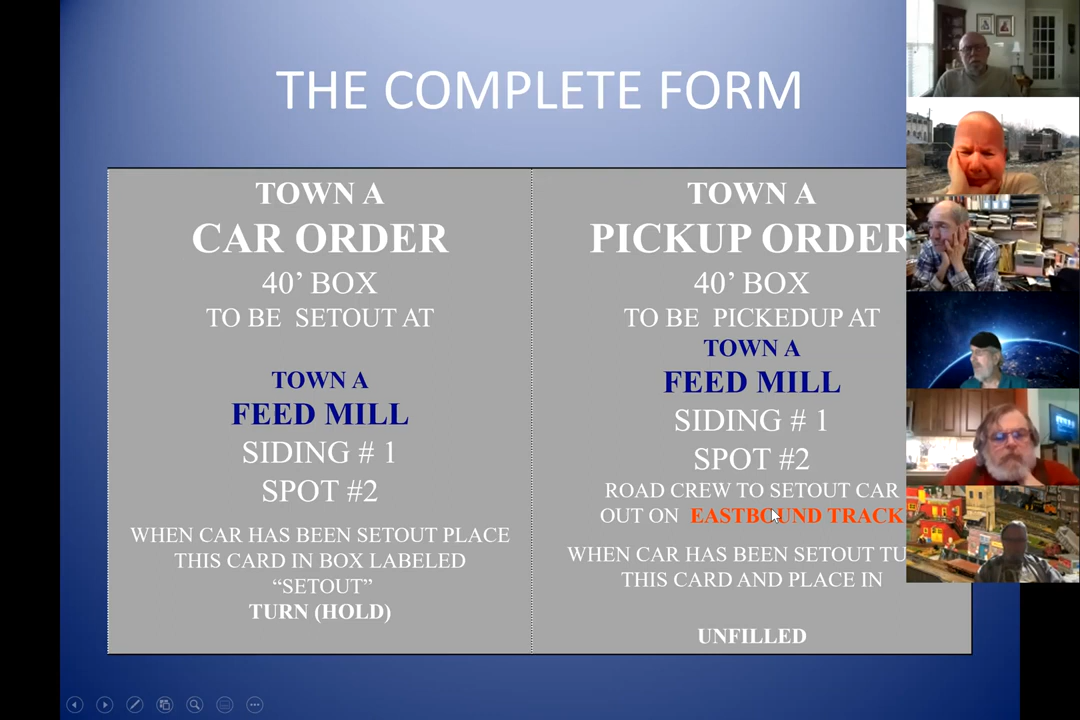 THE COMPLETE FORM
TOWN A
CAR ORDER
40’ BOX
TO BE SETOUT AT
TOWN A
FEED MILL
SIDING # 1
SPOT #2
WHEN CAR HAS BEEN SETOUT PLACE
THIS CARD IN BOX LABELED
“SETOUT”
TURN (HOLD)
TOWN A
PICKUP ORDER
40’ BOX
TO BE PICKEDUP AT
TOWN A
FEED MILL
SIDING # 1
SPOT #2
ROAD CREW TO SETOUT CAR
OUT ON EASTBOUND TRACK
WHEN CAR HAS BEEN SETOUT
THIS CARD AND PLACE IN
UNFILLED